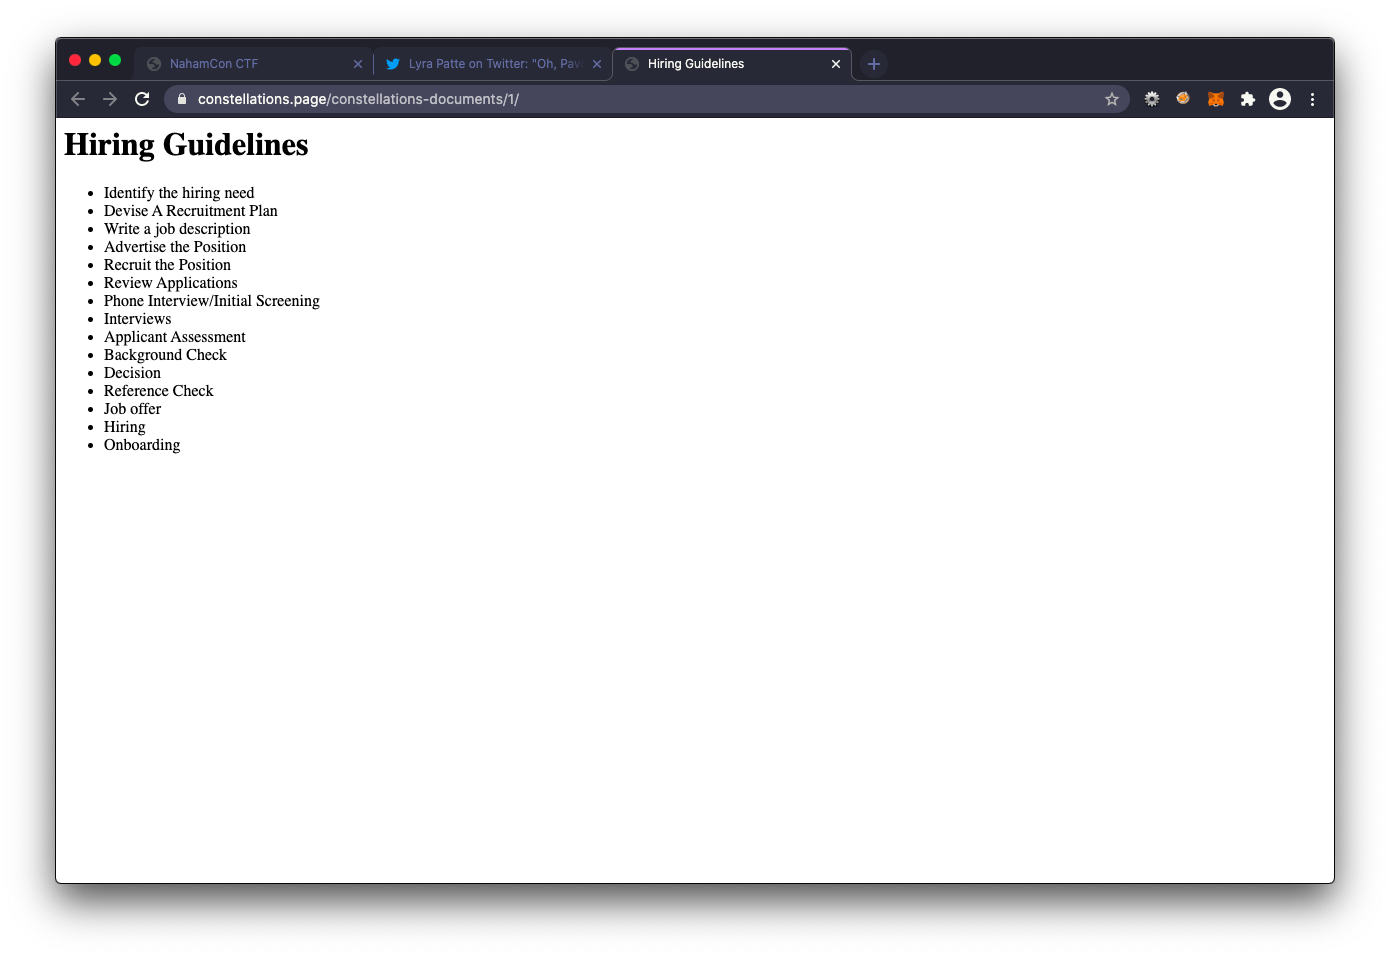 NahamCon CTF
Lyra Patte on Twitter: "Oh, Pav
Hiring Guidelines
constellations.page/constellations-documents/1/
Hiring Guidelines
Identify the hiring need
Devise A Recruitment Plan
Write a job description
Advertise the Position
Recruit the Position
Review Applications
Phone Interview/Initial Screening
Interviews
Applicant Assessment
Background Check
Decision
Reference Check
Job offer
Hiring
Onboarding